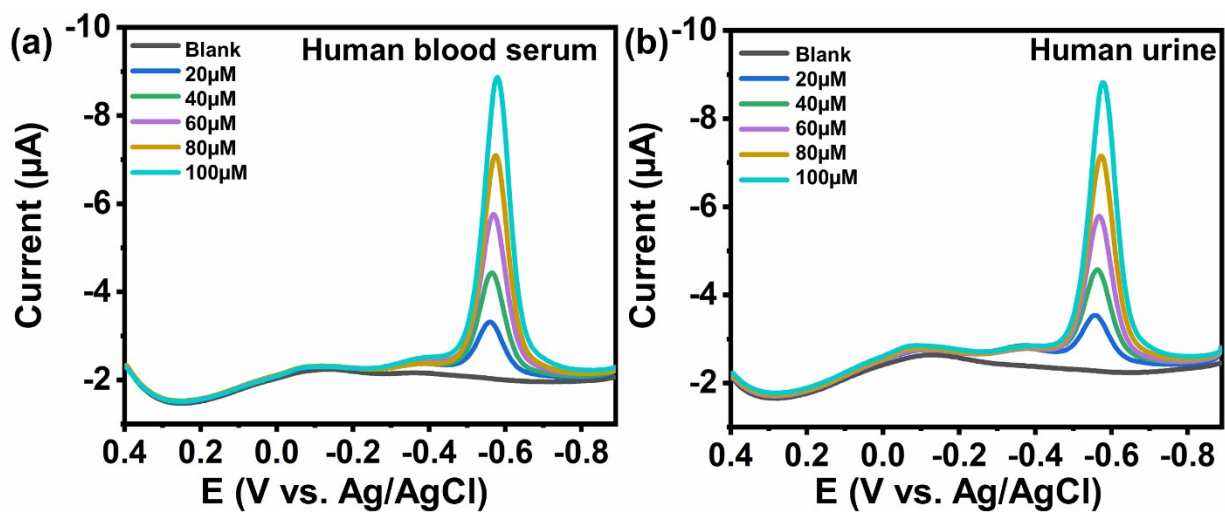 (a)
Human blood serum
Blank
20µM
40µM
60µM
80µM
100µM
-10
-8
-6
-4
-2
Current (µA)
0.4 0.2 0.0 -0.2 -0.4 -0.6 -0.8
E (V vs. Ag/AgCl)
(b)
Human urine
Blank
20µM
40µM
60µM
80µM
100µM
-10
-8
-6
-4
-2
Current (µA)
0.4 0.2 0.0 -0.2 -0.4 -0.6 -0.8
E (V vs. Ag/AgCl)